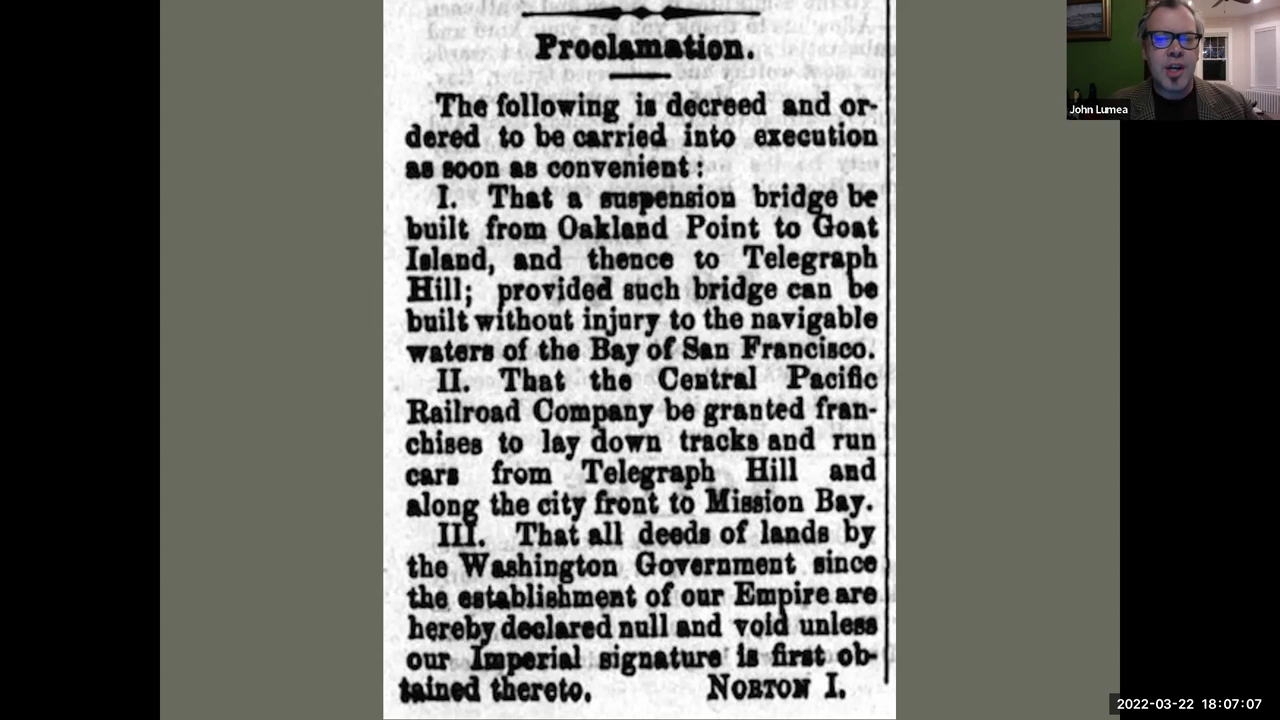 Proclamation.
The following is decreed and or-
dered to be carried into execution
as soon as convenient:
I. That a suspension bridge be
built from Oakland Point to Goat
Island, and thence to Telegraph
Hill; provided such bridge can be
built without injury to the navigable
waters of the Bay of San Francisco.
II. That the Central Pacific
Railroad Company be granted fran-
chises to lay down tracks and run
cars from Telegraph Hill and
along the city front to Mission Bay.
III. That all deeds of lands by
the Washington Government since
the establishment of our Empire are
hereby declared null and void unless
our Imperial signature is first ob-
tained thereto. NORTON I.
John Lumea
2022-03-22 18:07:07